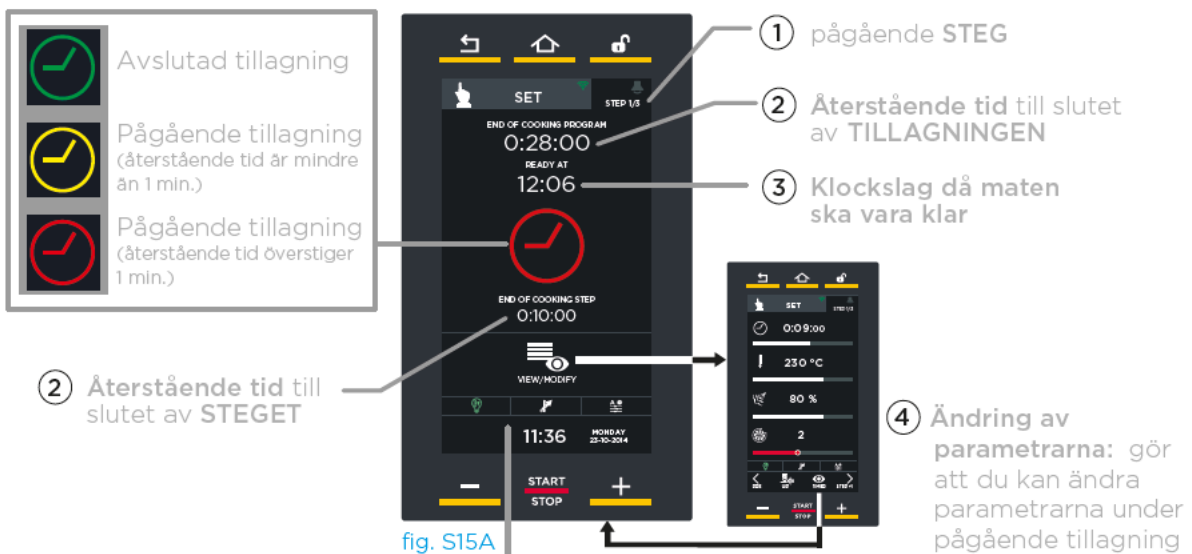 Avslutad tillagning
Pågående tillagning
(återstående tid är mindre
än 1 min.)
Pågående tillagning
(återstående tid överstiger
1 min.)
SET
STEP 1/3
END OF COOKING PROGRAM
0:28:00
READY AT
12:06
END OF COOKING STEP
0:10:00
VIEW/MODIFY
11:36
MONDAY
23-10-2014
START
STOP
fig. S15A
1 pågående STEG
2 Återstående tid till slutet
av TILLAGNINGEN
3 Klockslag då maten
ska vara klar
2 Återstående tid till
slutet av STEGET
SET
STEP 1/3
0:09:00
230 °C
80 %
2
START
STOP
4 Ändring av
parametrarna: gör
att du kan ändra
parametrarna under
pågående tillagning